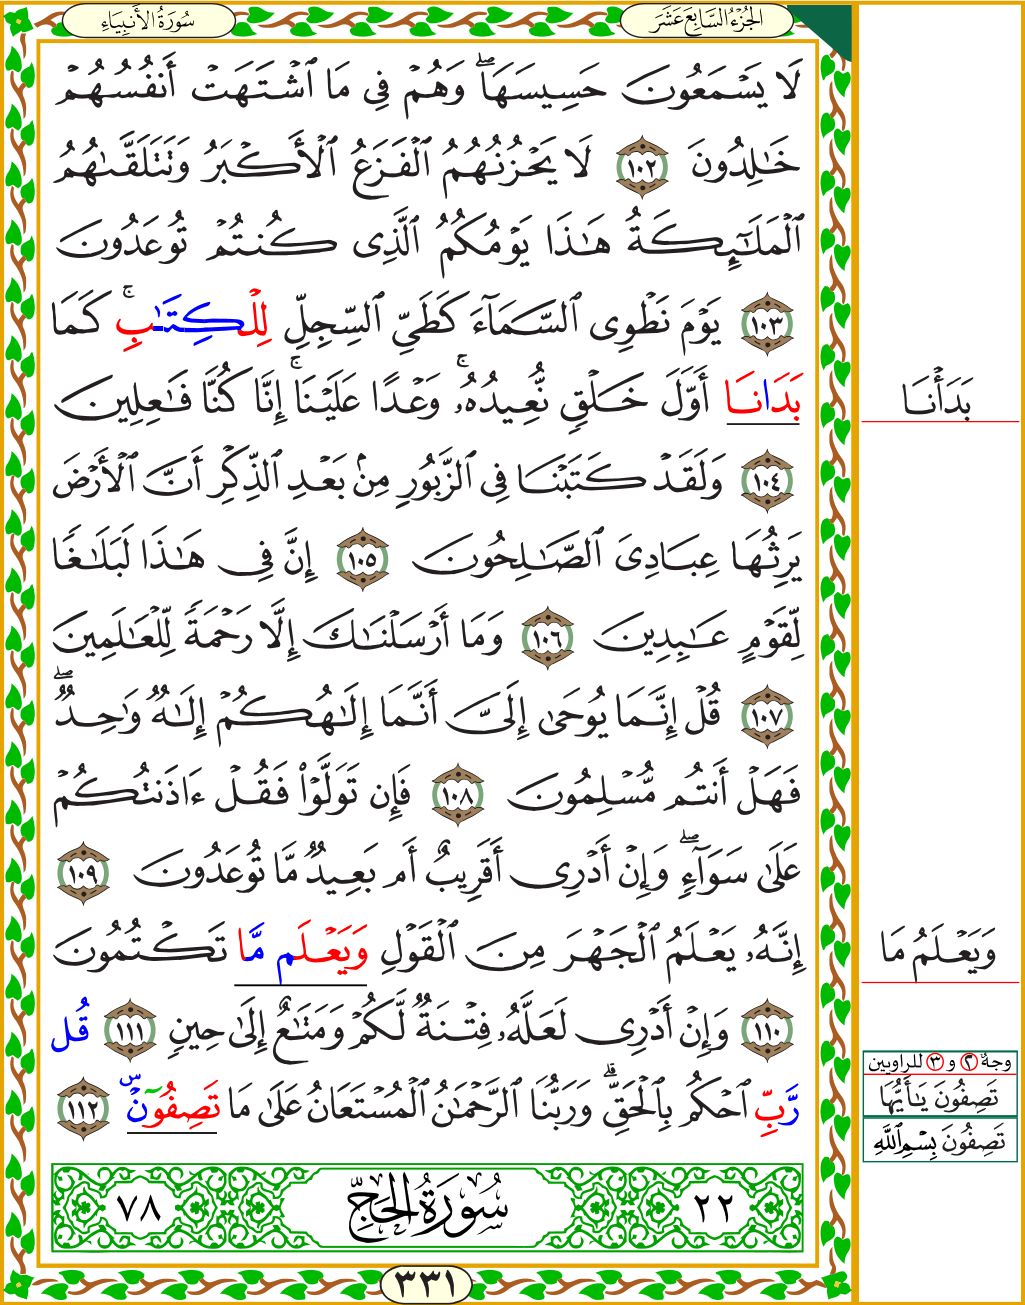 الجُزْءُ السَّابِعَ عَشَرَ
سُورَةُ الأَنْبِيَاءِ
لَا يَسْمَعُونَ حَسِيسَهَاۖ وَهُمْ فِي مَا ٱشْتَهَتْ أَنفُسُهُمْ
خَٰلِدُونَ ١٠٢ لَا يَحْزُنُهُمُ ٱلْفَزَعُ ٱلْأَكْبَرُ وَتَتَلَقَّىٰهُمُ
ٱلْمَلَٰٓئِكَةُ هَٰذَا يَوْمُكُمُ ٱلَّذِى كُنتُمْ تُوعَدُونَ
١٠٣ يَوْمَ نَطْوِى ٱلسَّمَآءَ كَطَيِّ ٱلسِّجِلِّ لِلْكِتَٰبِۚ كَمَا
بَدَانَا أَوَّلَ خَلْقٍ نُّعِيدُهُۥۚ وَعْدًا عَلَيْنَاۚ إِنَّا كُنَّا فَٰعِلِينَ
بَدَأْنَا
١٠٤ وَلَقَدْ كَتَبْنَا فِى ٱلزَّبُورِ مِنۢ بَعْدِ ٱلذِّكْرِ أَنَّ ٱلْأَرْضَ
يَرِثُهَا عِبَادِىَ ٱلصَّٰلِحُونَ ١٠٥ إِنَّ فِى هَٰذَا لَبَلَٰغًا
لِّقَوْمٍ عَٰبِدِينَ ١٠٦ وَمَا أَرْسَلْنَٰكَ إِلَّا رَحْمَةً لِّلْعَٰلَمِينَ
١٠٧ قُلْ إِنَّمَا يُوحَىٰ إِلَىَّ أَنَّمَا إِلَٰهُكُمْ إِلَٰهٌ وَٰحِدٌۖ
فَهَلْ أَنتُم مُّسْلِمُونَ ١٠٨ فَإِن تَوَلَّوْا۟ فَقُلْ ءَاذَنتُكُمْ
عَلَىٰ سَوَآءٍۖ وَإِنْ أَدْرِى أَقَرِيبٌ أَم بَعِيدٌ مَّا تُوعَدُونَ ١٠٩
إِنَّهُۥ يَعْلَمُ ٱلْجَهْرَ مِنَ ٱلْقَوْلِ وَيَعْلَم مَّا تَكْتُمُونَ
وَيَعْلَمُ مَا
١١٠ وَإِنْ أَدْرِى لَعَلَّهُۥ فِتْنَةٌ لَّكُمْ وَمَتَٰعٌ إِلَىٰ حِينٍ ١١١ قُل
رَّبِّ ٱحْكُم بِٱلْحَقِّۗ وَرَبُّنَا ٱلرَّحْمَٰنُ ٱلْمُسْتَعَانُ عَلَىٰ مَا تَصِفُونَ ١١٢
وجهٌ ٢ و ٣ للراويين
تَصِفُونَ يَٰأَيُّهَا
تَصِفُونَ بِسْمِ ٱللَّهِ
٢٢ سُورَةُ الحَجِّ ٧٨
٣٣١